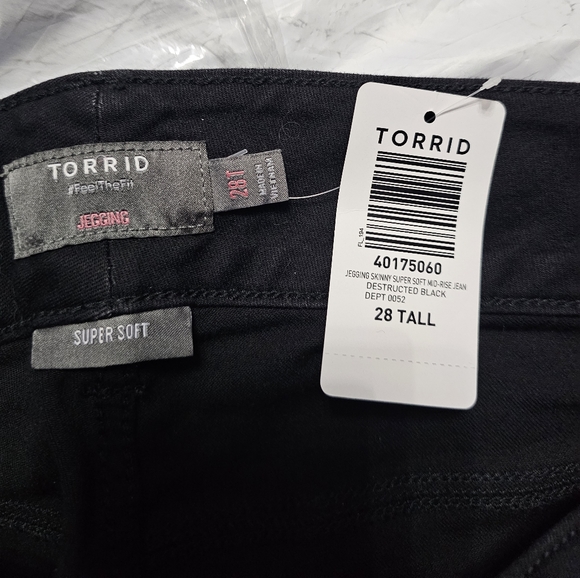 TORRID
#FeelTheFit
JEGGING
28T
MADE IN
VIETNAM
SUPER SOFT
TORRID
FL_194
40175060
JEGGING SKINNY SUPER SOFT MID-RISE JEAN
DESTRUCTED BLACK
DEPT 0052
28 TALL